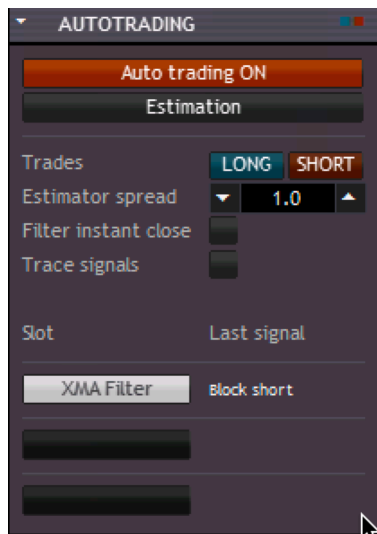 AUTOTRADING
Auto trading ON
Estimation
Trades LONG SHORT
Estimator spread 1.0
Filter instant close
Trace signals
Slot Last signal
XMA Filter Block short